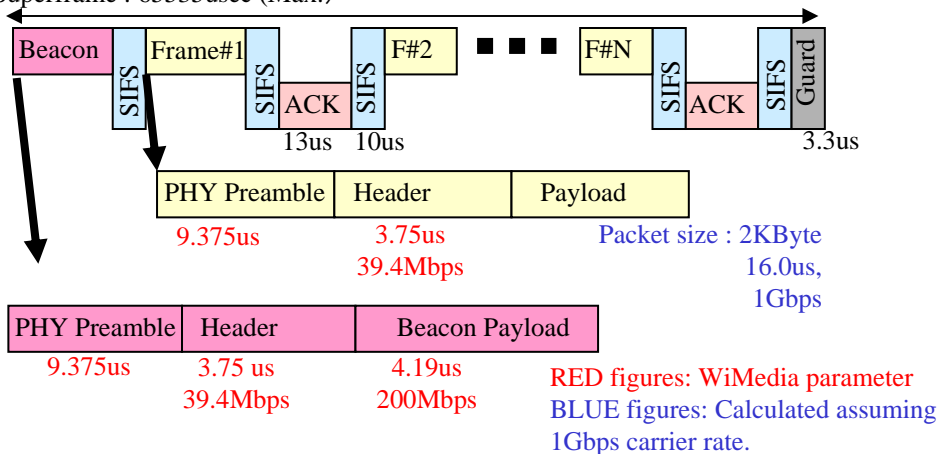 Beacon
SIFS
Frame#1
SIFS
ACK
SIFS
F#2
F#N
SIFS
ACK
SIFS
Guard
13us 10us
3.3us
PHY Preamble Header Payload
9.375us 3.75us Packet size : 2KByte
39.4Mbps 16.0us,
1Gbps
PHY Preamble Header Beacon Payload
9.375us 3.75 us 4.19us
39.4Mbps 200Mbps
RED figures: WiMedia parameter
BLUE figures: Calculated assuming
1Gbps carrier rate.